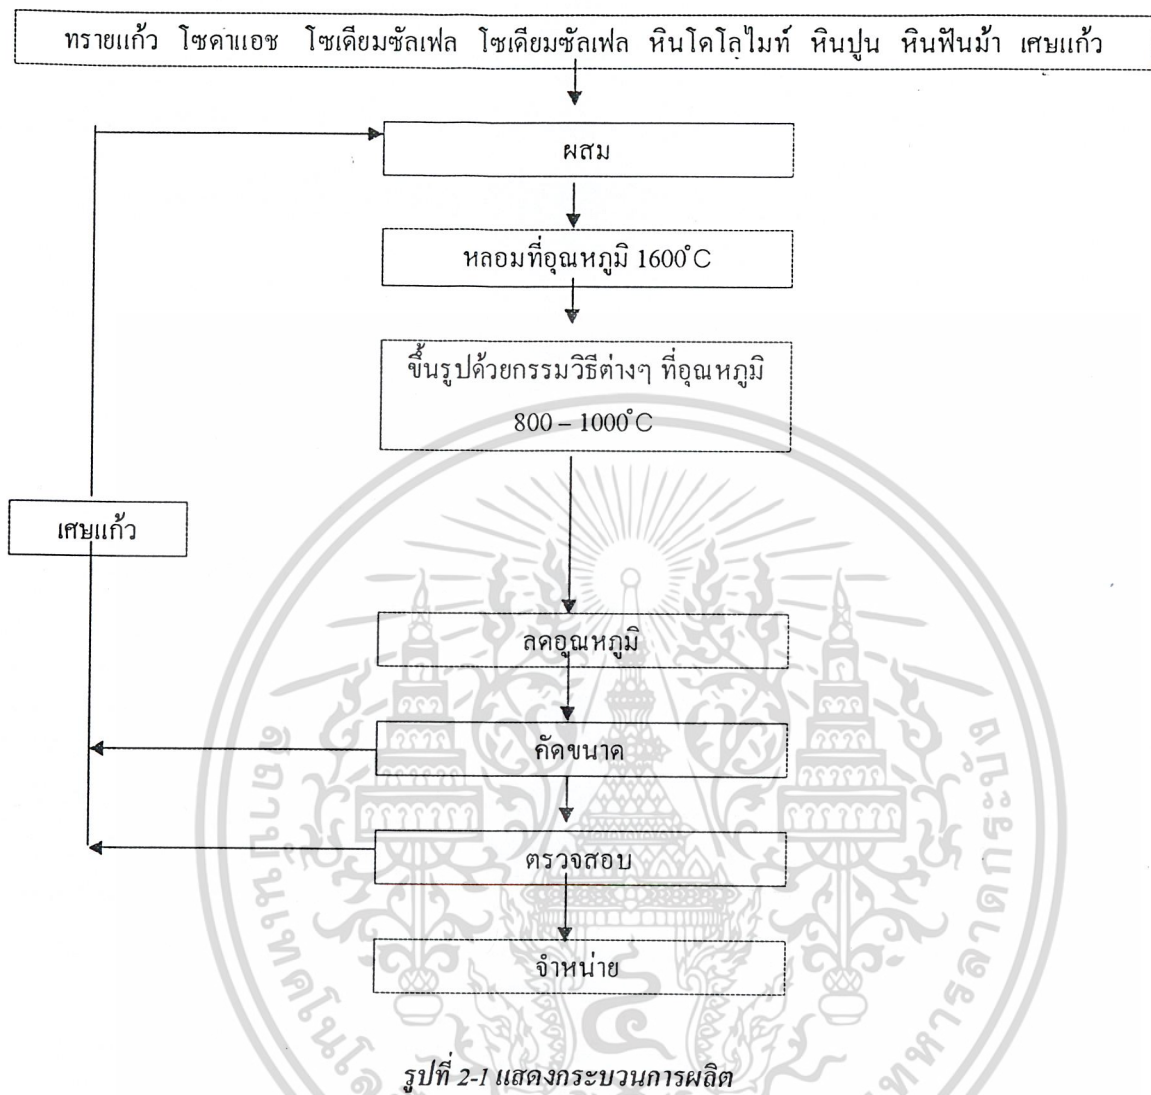 ทรายแก้ว โซดาแอช โซเดียมซัลเฟล โซเดียมซัลเฟล หินโดโลไมท์ หินปูน หินฟันม้า เศษแก้ว
ผสม
หลอมที่อุณหภูมิ 1600°C
ขึ้นรูปด้วยกรรมวิธีต่างๆ ที่อุณหภูมิ
800 – 1000°C
เศษแก้ว
ลดอุณหภูมิ
คัดขนาด
ตรวจสอบ
จำหน่าย
รูปที่ 2-1 แสดงกระบวนการผลิต